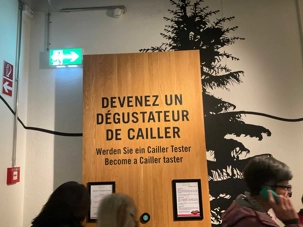 DEVENEZ UN
DÉGUSTATEUR
DE CAILLER
Werden Sie ein Cailler Tester
Become a Cailler taster